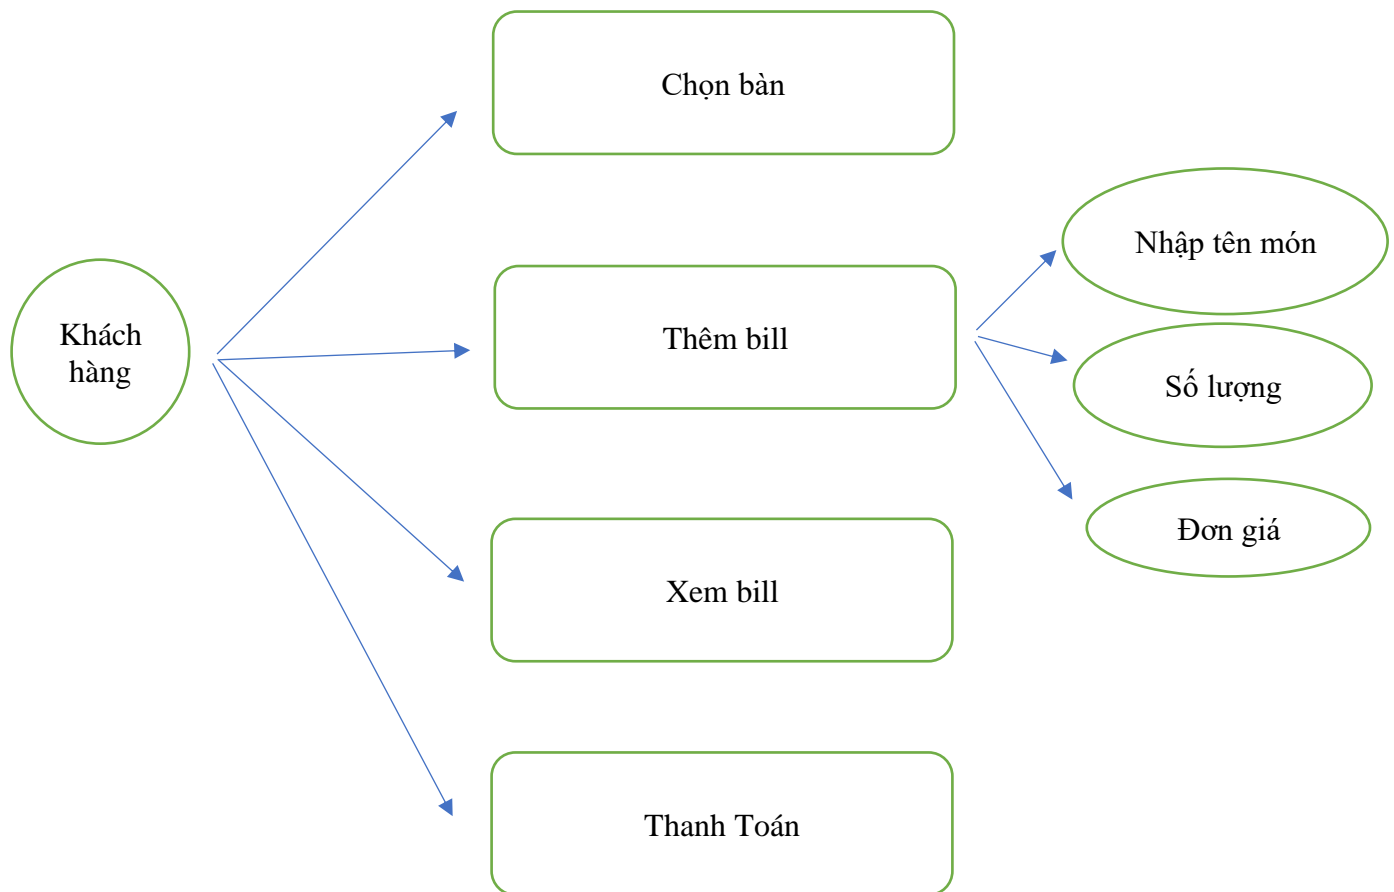 Chọn bàn
Nhập tên món
Khách
hàng
Thêm bill
Số lượng
Đơn giá
Xem bill
Thanh Toán